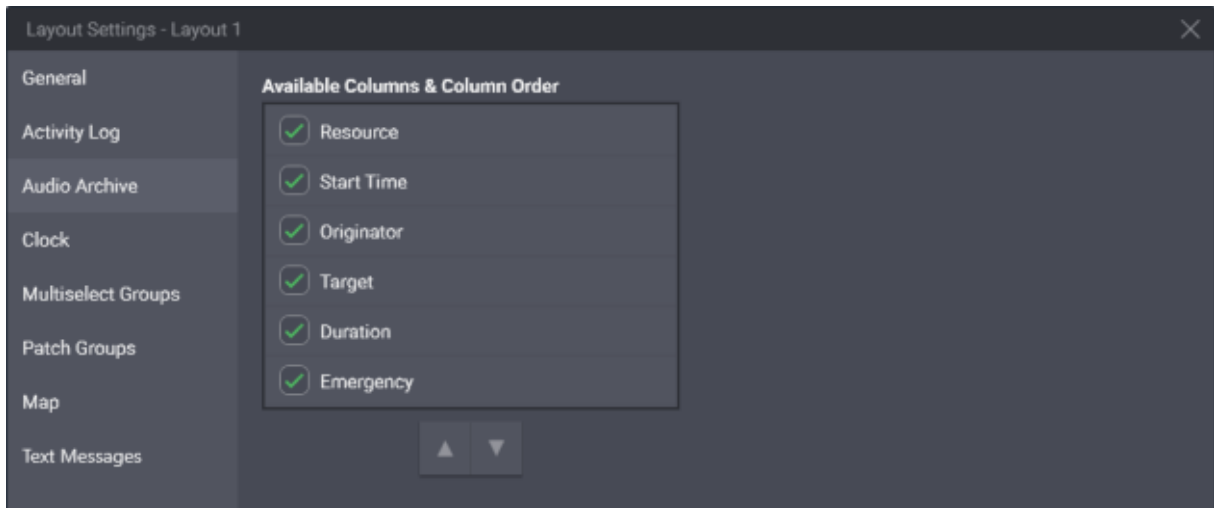 Layout Settings - Layout 1
General
Activity Log
Audio Archive
Clock
Multiselect Groups
Patch Groups
Map
Text Messages
Available Columns & Column Order
Resource
Start Time
Originator
Target
Duration
Emergency